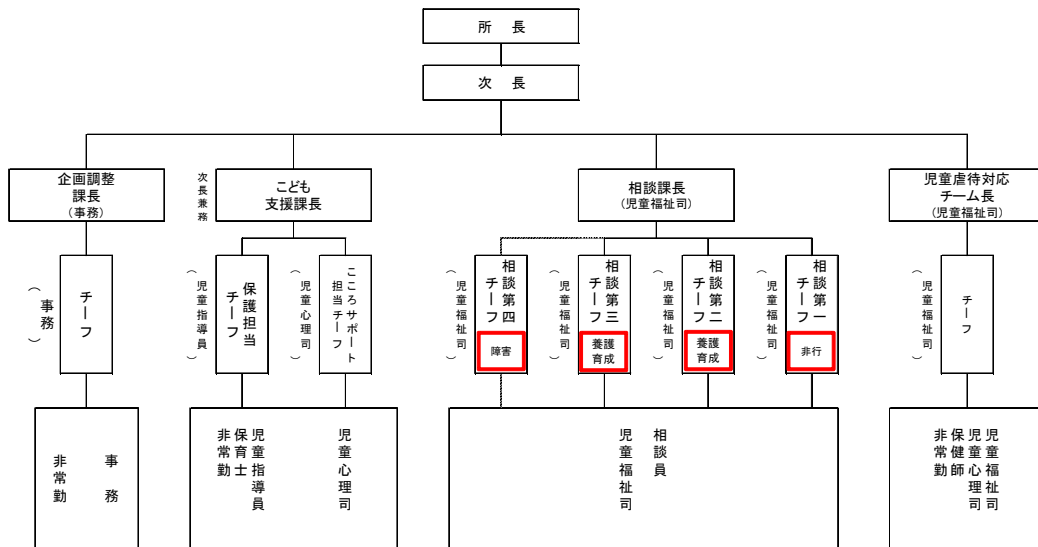 所　長
次　長
企画調整
課長
(事務)
次長兼務
こども
支援課長
相談課長
(児童福祉司)
児童虐待対応
チーム長
(児童福祉司)
（事務）
チーフ
（児童指導員）
保護担当
チーフ
（児童心理司）
こころサポート
担当チーフ
（児童福祉司）
相談第四
チーフ
障害
（児童福祉司）
相談第三
チーフ
養護
育成
（児童福祉司）
相談第二
チーフ
養護
育成
（児童福祉司）
相談第一
チーフ
非行
（児童福祉司）
チーフ
事　務
非常勤
児童指導員
保育士
非常勤
児童心理司
相談員
児童福祉司
児童福祉司
児童心理司
保健師
非常勤